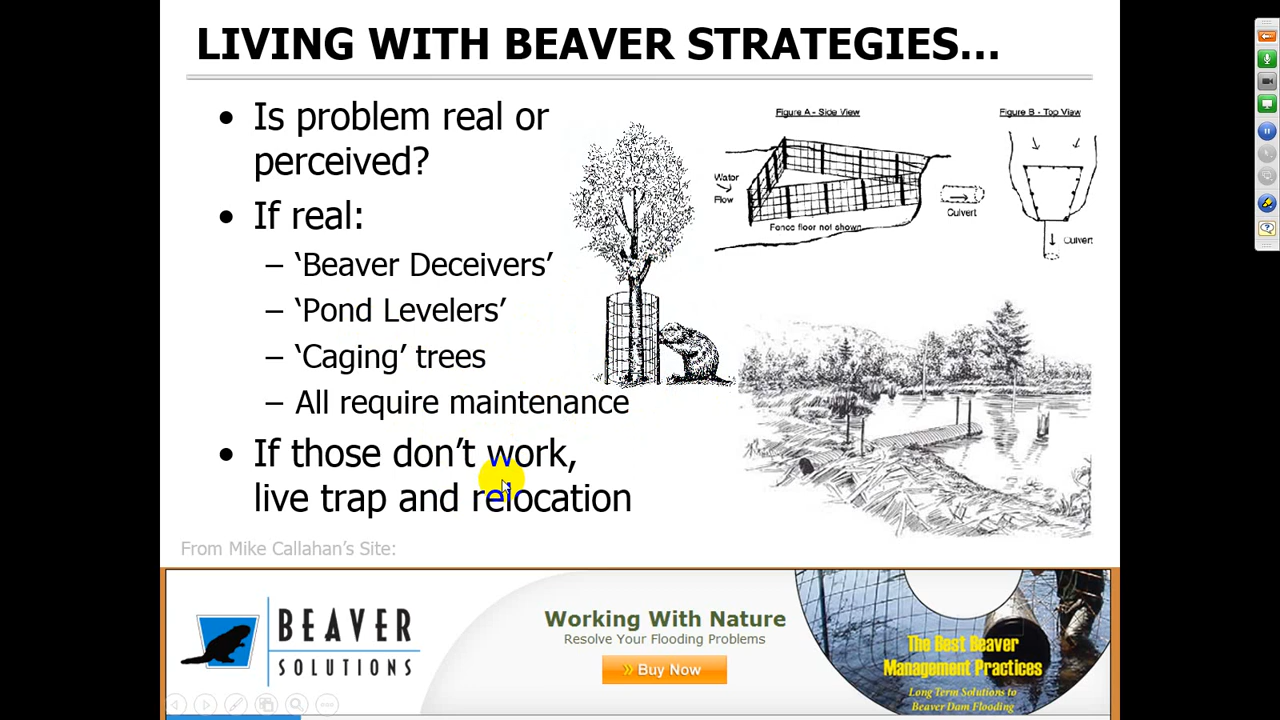 LIVING WITH BEAVER STRATEGIES...
• Is problem real or
perceived?
• If real:
– ‘Beaver Deceivers’
– ‘Pond Levelers’
– ‘Caging’ trees
– All require maintenance
• If those don’t work,
live trap and relocation
Figure A - Side View
Figure B - Top View
Water
Flow
Culvert
Fence floor not shown
Culvert
From Mike Callahan’s Site:
BEAVER
SOLUTIONS
Working With Nature
Resolve Your Flooding Problems
» Buy Now
The Best Beaver
Management Practices
Long Term Solutions to
Beaver Dam Flooding